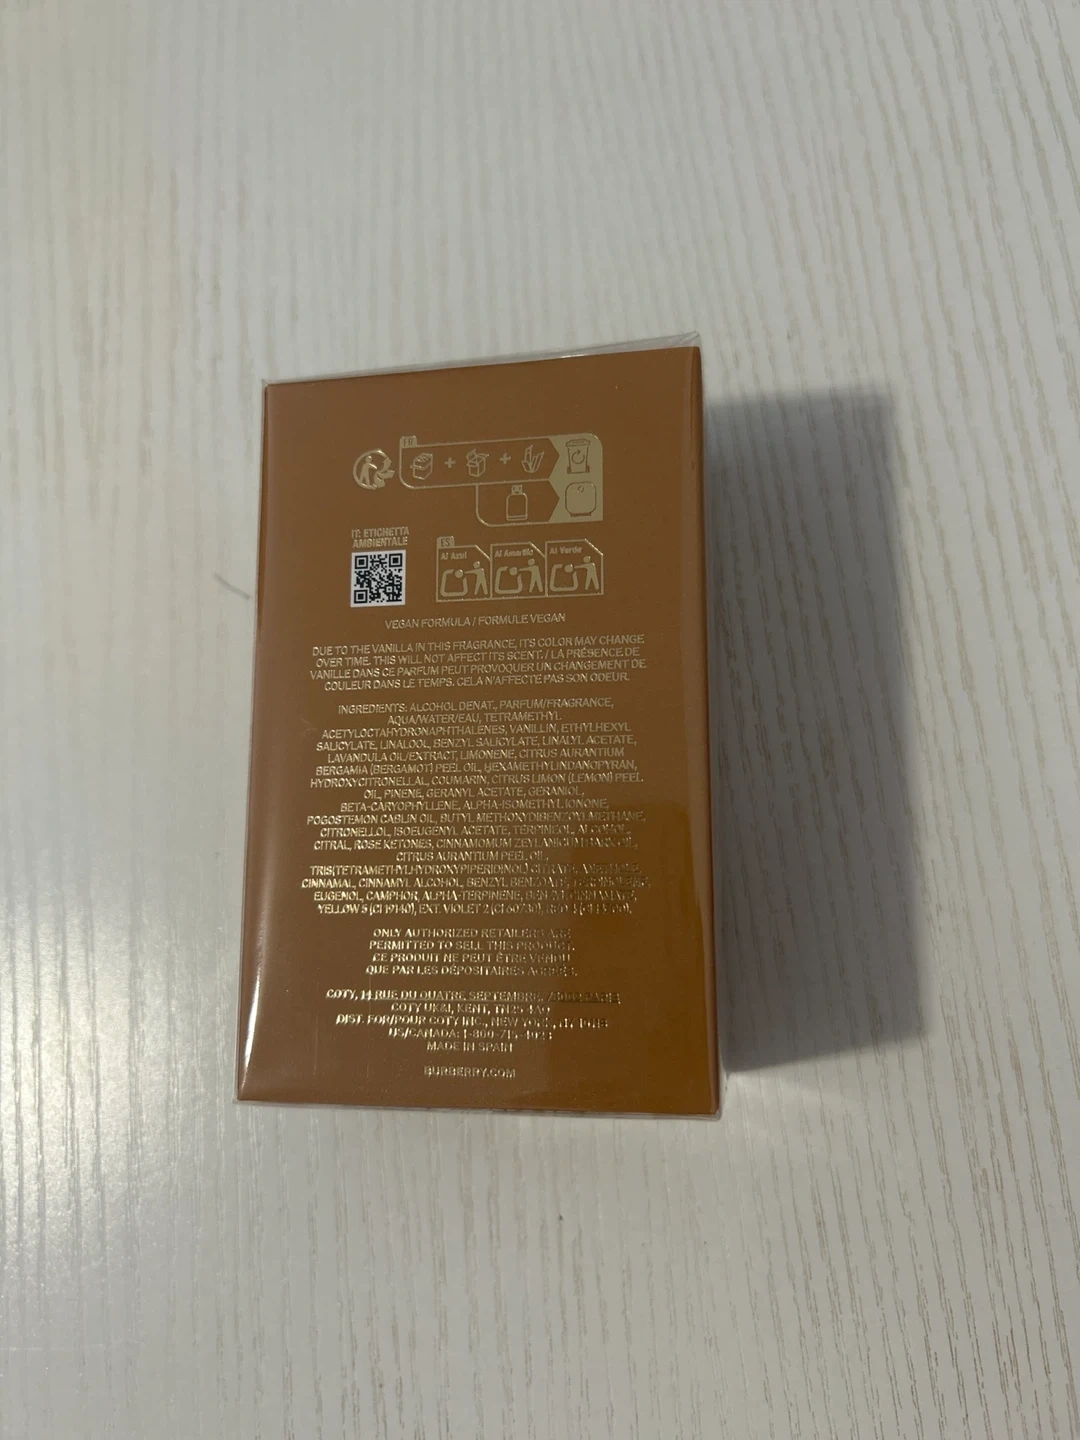 FR
IT: ETICHETTA
AMBIENTALE
ES
Al Azul
Al Amarillo
Al Verde
VEGAN FORMULA / FORMULE VEGAN
DUE TO THE VANILLA IN THIS FRAGRANCE, ITS COLOR MAY CHANGE
OVER TIME. THIS WILL NOT AFFECT ITS SCENT. / LA PRÉSENCE DE
VANILLE DANS CE PARFUM PEUT PROVOQUER UN CHANGEMENT DE
COULEUR DANS LE TEMPS. CELA N'AFFECTE PAS SON ODEUR.
INGREDIENTS: ALCOHOL DENAT., PARFUM/FRAGRANCE,
AQUA/WATER/EAU, TETRAMETHYL
ACETYLOCTAHYDRONAPHTHALENES, VANILLIN, ETHYLHEXYL
SALICYLATE, LINALOOL, BENZYL SALICYLATE, LINALYL ACETATE,
LAVANDULA OIL/EXTRACT, LIMONENE, CITRUS AURANTIUM
BERGAMIA (BERGAMOT) PEEL OIL, HEXAMETHYLINDANOPYRAN,
HYDROXYCITRONELLAL, COUMARIN, CITRUS LIMON (LEMON) PEEL
OIL, PINENE, GERANYL ACETATE, GERANIOL,
BETA-CARYOPHYLLENE, ALPHA-ISOMETHYL IONONE,
POGOSTEMON CABLIN OIL, BUTYL METHOXYDIBENZOYLMETHANE,
CITRONELLOL, ISOEUGENYL ACETATE, TERPINEOL, ALCOHOL,
CITRAL, ROSE KETONES, CINNAMOMUM ZEYLANICUM BARK OIL,
CITRUS AURANTIUM PEEL OIL,
TRIS(TETRAMETHYLHYDROXYPIPERIDINOL) CITRATE,
CINNAMAL, CINNAMYL ALCOHOL, BENZYL BENZOATE,
EUGENOL, CAMPHOR, ALPHA-TERPINENE, BENZYL CINNAMATE,
YELLOW 5 (CI 19140), EXT. VIOLET 2 (CI 60730),
ONLY AUTHORIZED RETAILERS ARE
PERMITTED TO SELL THIS PRODUCT.
CE PRODUIT NE PEUT ÊTRE VENDU
QUE PAR LES DÉPOSITAIRES AGRÉÉS.
COTY, 14 RUE DU QUATRE SEPTEMBRE,
COTY UK&I, KENT, TN25 4AQ
DIST. FOR/POUR COTY INC., NEW YORK,
US/CANADA:
MADE IN SPAIN
BURBERRY.COM